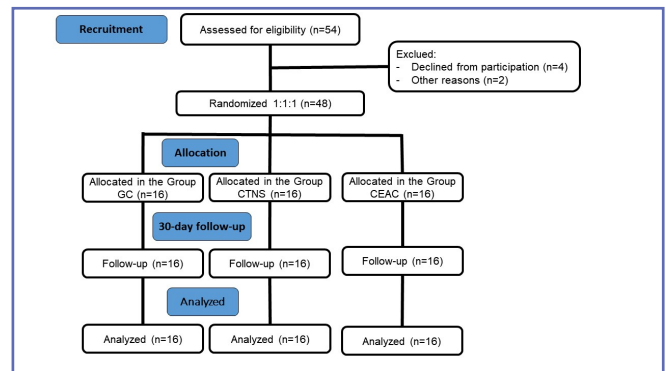 Recruitment
Assessed for eligibility (n=54)
Exclued:
- Declined from participation (n=4)
- Other reasons (n=2)
Randomized 1:1:1 (n=48)
Allocation
Allocated in the Group
GC (n=16)
Allocated in the Group
CTNS (n=16)
Allocated in the Group
CEAC (n=16)
30-day follow-up
Follow-up (n=16)
Follow-up (n=16)
Follow-up (n=16)
Analyzed
Analyzed (n=16)
Analyzed (n=16)
Analyzed (n=16)